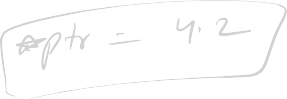 *ptr = 4.2